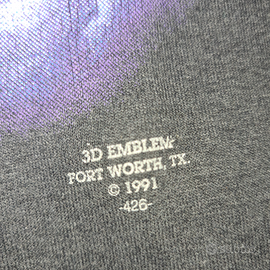 3D EMBLEM
FORT WORTH, TX.
© 1991
-426-